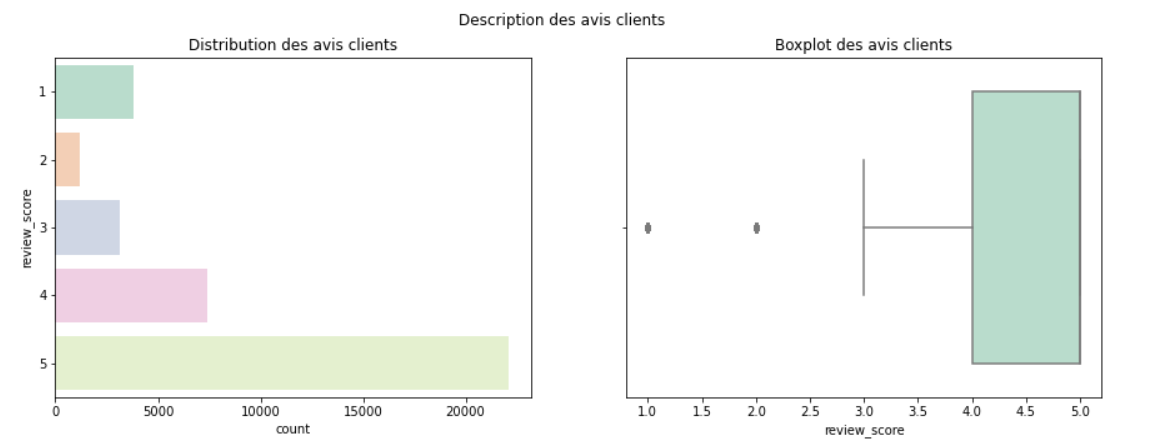 Description des avis clients
Distribution des avis clients
1
2
3
4
5
review_score
0 5000 10000 15000 20000
count
Boxplot des avis clients
1.0 1.5 2.0 2.5 3.0 3.5 4.0 4.5 5.0
review_score